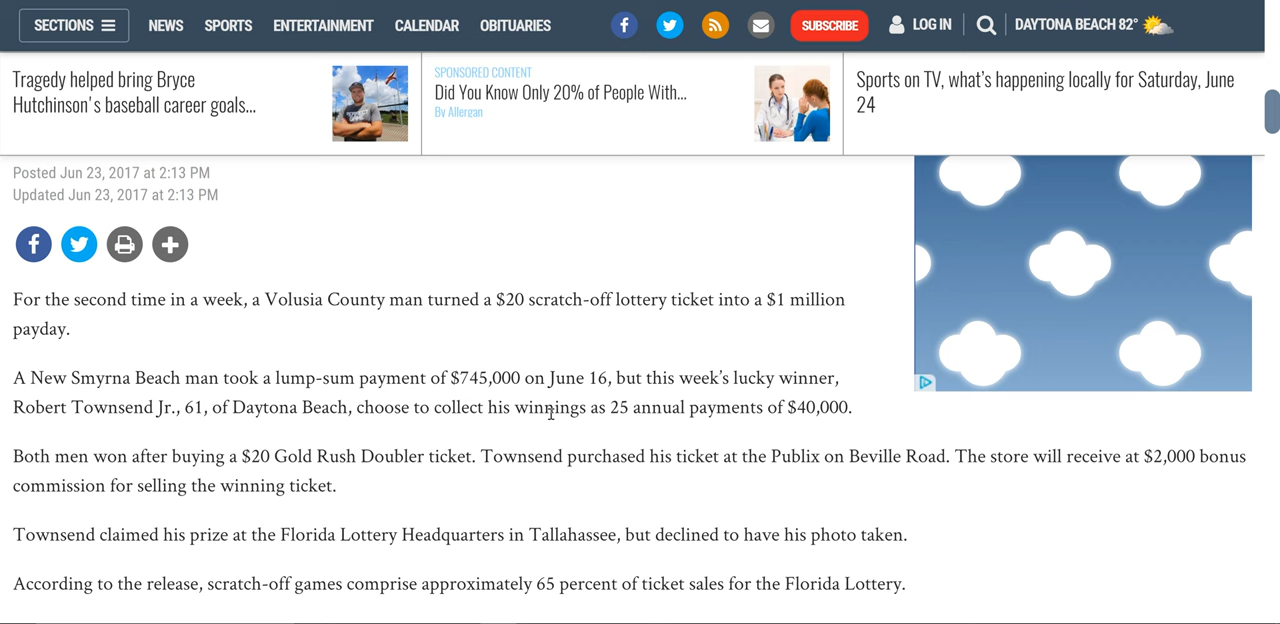 SECTIONS NEWS SPORTS ENTERTAINMENT CALENDAR OBITUARIES f SUBSCRIBE LOG IN DAYTONA BEACH 82°
Tragedy helped bring Bryce
Hutchinson's baseball career goals...
SPONSORED CONTENT
Did You Know Only 20% of People With...
By Allergan
Sports on TV, what's happening locally for Saturday, June
24
Posted Jun 23, 2017 at 2:13 PM
Updated Jun 23, 2017 at 2:13 PM
f
For the second time in a week, a Volusia County man turned a $20 scratch-off lottery ticket into a $1 million
payday.
A New Smyrna Beach man took a lump-sum payment of $745,000 on June 16, but this week's lucky winner,
Robert Townsend Jr., 61, of Daytona Beach, choose to collect his winnings as 25 annual payments of $40,000.
Both men won after buying a $20 Gold Rush Doubler ticket. Townsend purchased his ticket at the Publix on Beville Road. The store will receive at $2,000 bonus
commission for selling the winning ticket.
Townsend claimed his prize at the Florida Lottery Headquarters in Tallahassee, but declined to have his photo taken.
According to the release, scratch-off games comprise approximately 65 percent of ticket sales for the Florida Lottery.